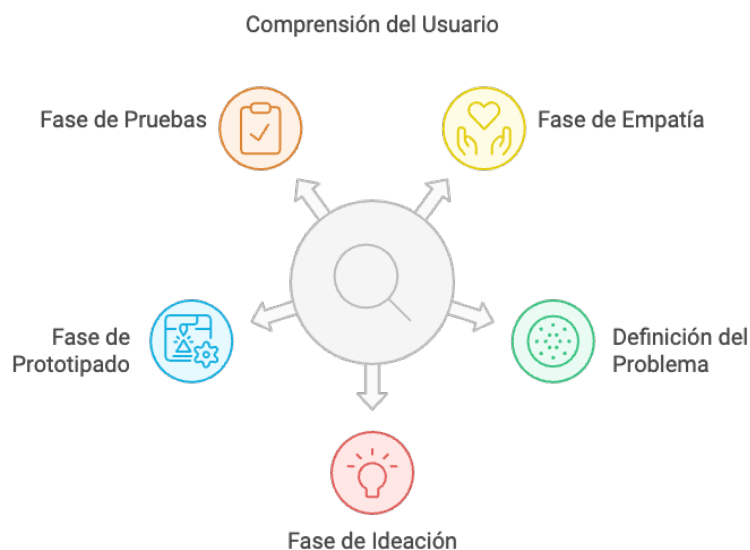 Comprensión del Usuario
Fase de Pruebas
Fase de Empatía
Fase de
Prototipado
Definición del
Problema
Fase de Ideación